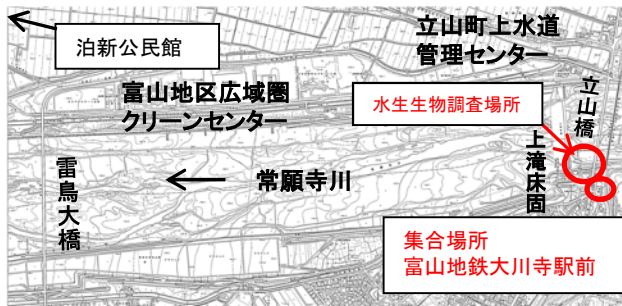 泊新公民館
立山町上水道
管理センター
富山地区広域圏
クリーンセンター
水生生物調査場所
立山橋
上滝床固
雷鳥大橋
常願寺川
集合場所
富山地鉄大川寺駅前